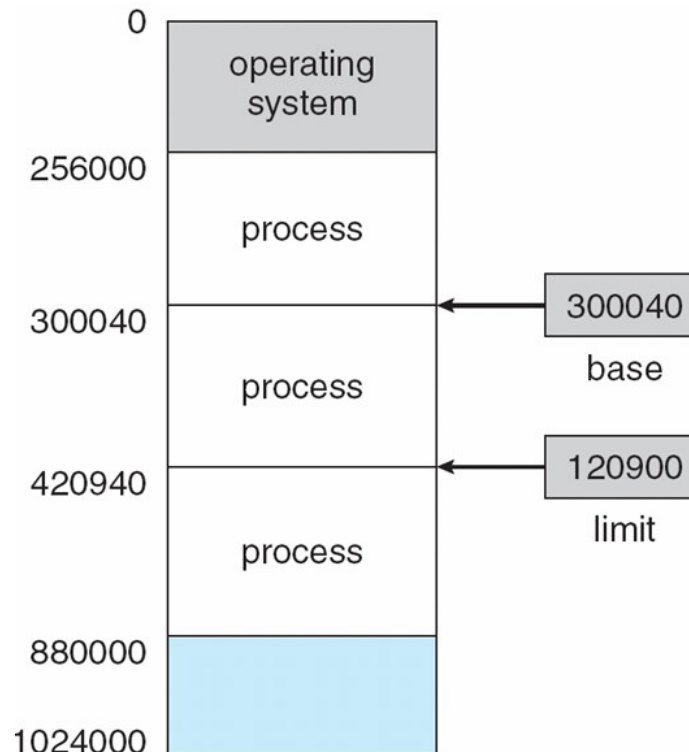 0
operating
system
256000
process
300040
300040
base
process
120900
420940
limit
process
880000
1024000